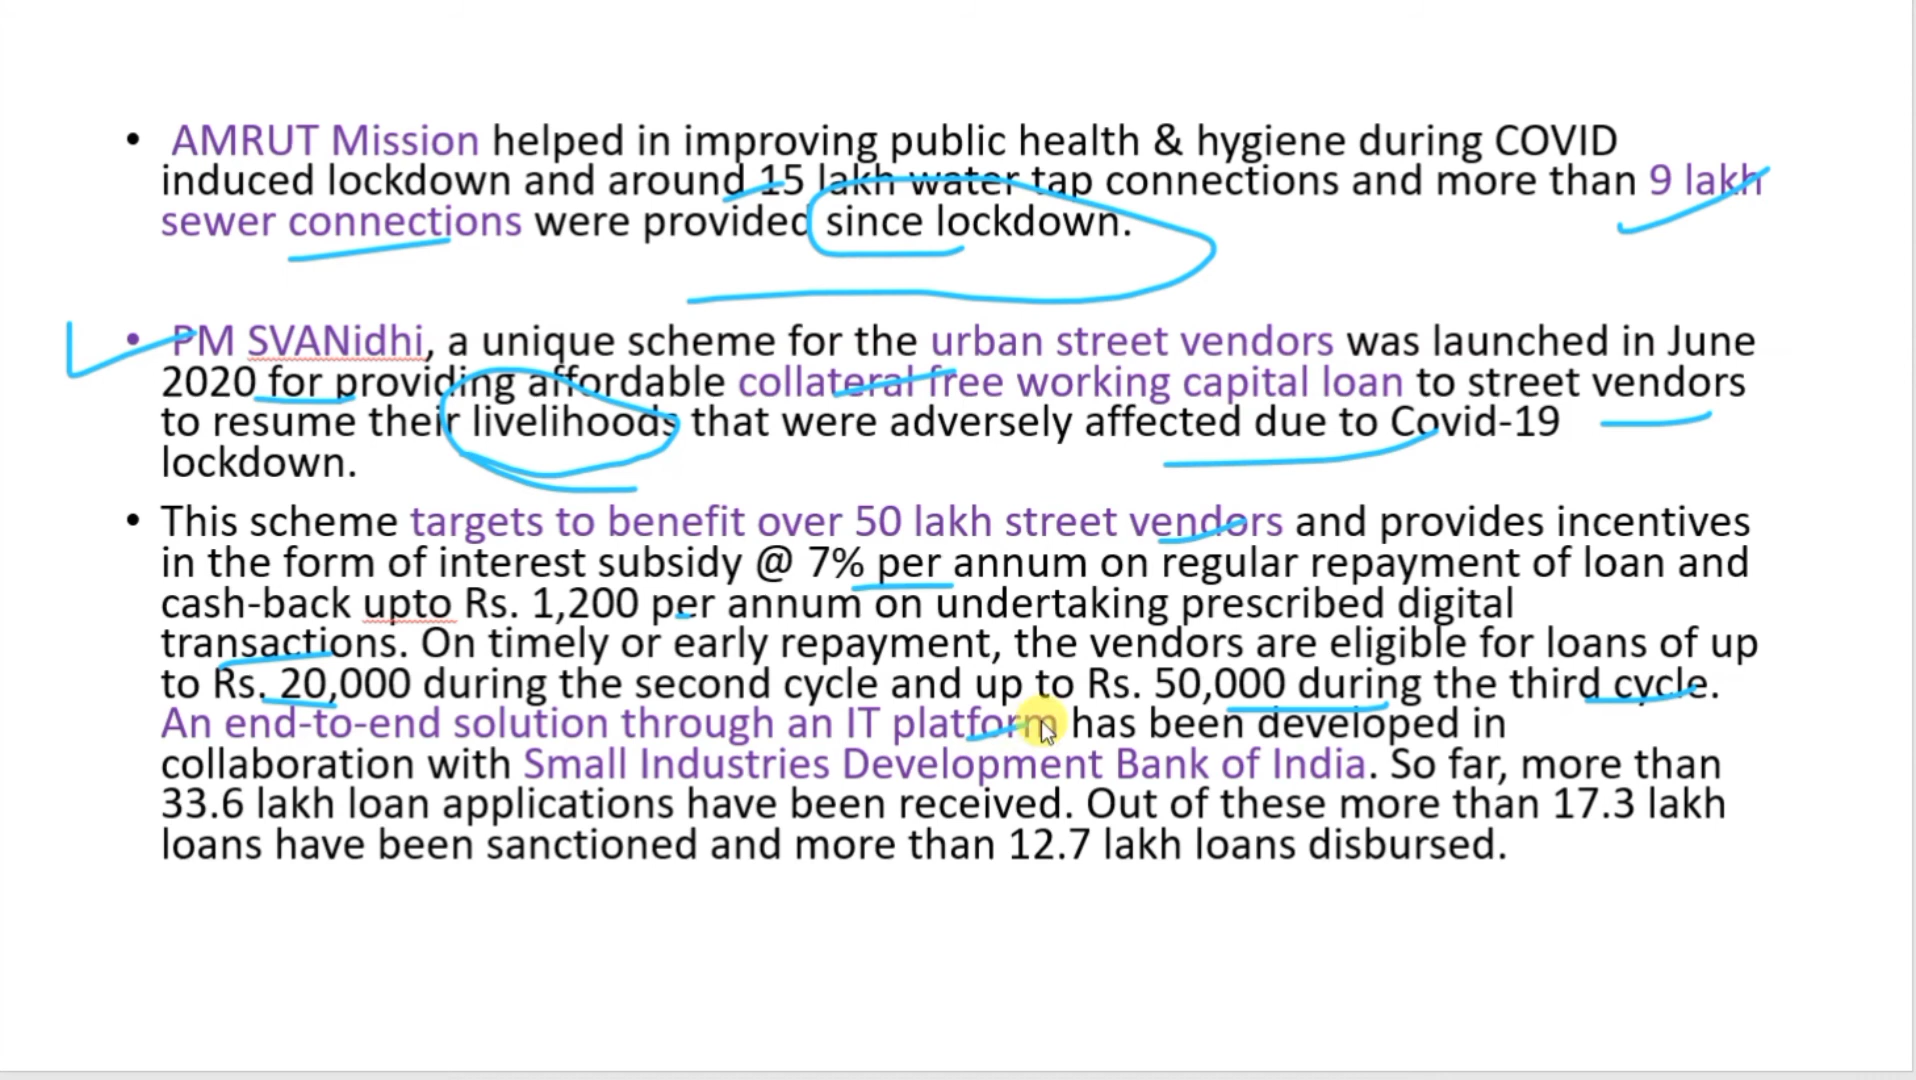 • AMRUT Mission helped in improving public health & hygiene during COVID
induced lockdown and around 15 lakh water tap connections and more than 9 lakh
sewer connections were provided since lockdown.
• PM SVANidhi, a unique scheme for the urban street vendors was launched in June
2020 for providing affordable collateral free working capital loan to street vendors
to resume their livelihoods that were adversely affected due to Covid-19
lockdown.
• This scheme targets to benefit over 50 lakh street vendors and provides incentives
in the form of interest subsidy @ 7% per annum on regular repayment of loan and
cash-back upto Rs. 1,200 per annum on undertaking prescribed digital
transactions. On timely or early repayment, the vendors are eligible for loans of up
to Rs. 20,000 during the second cycle and up to Rs. 50,000 during the third cycle.
An end-to-end solution through an IT platform has been developed in
collaboration with Small Industries Development Bank of India. So far, more than
33.6 lakh loan applications have been received. Out of these more than 17.3 lakh
loans have been sanctioned and more than 12.7 lakh loans disbursed.